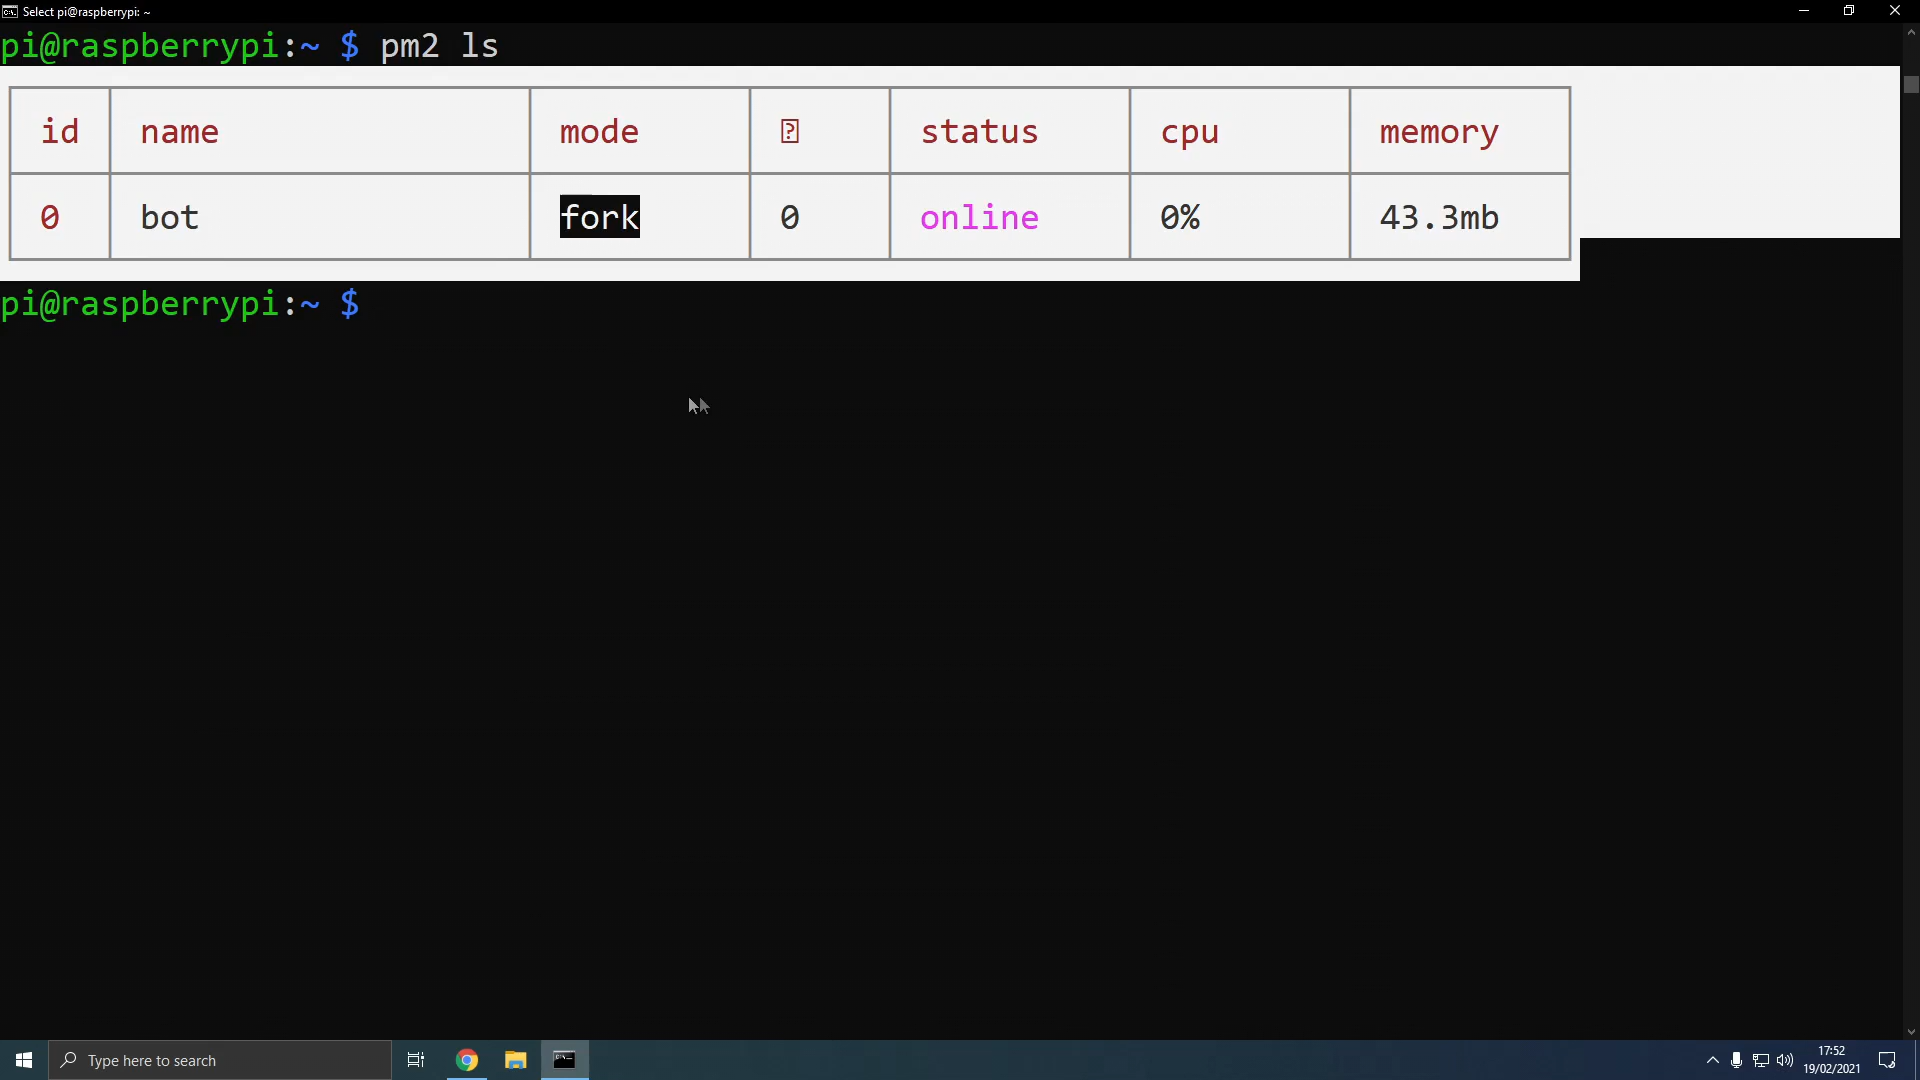 Select pi@raspberrypi: ~
pi@raspberrypi:~ $ pm2 ls
id name mode status cpu memory
0 bot fork 0 online 0% 43.3mb
pi@raspberrypi:~ $
Type here to search
17:52
19/02/2021